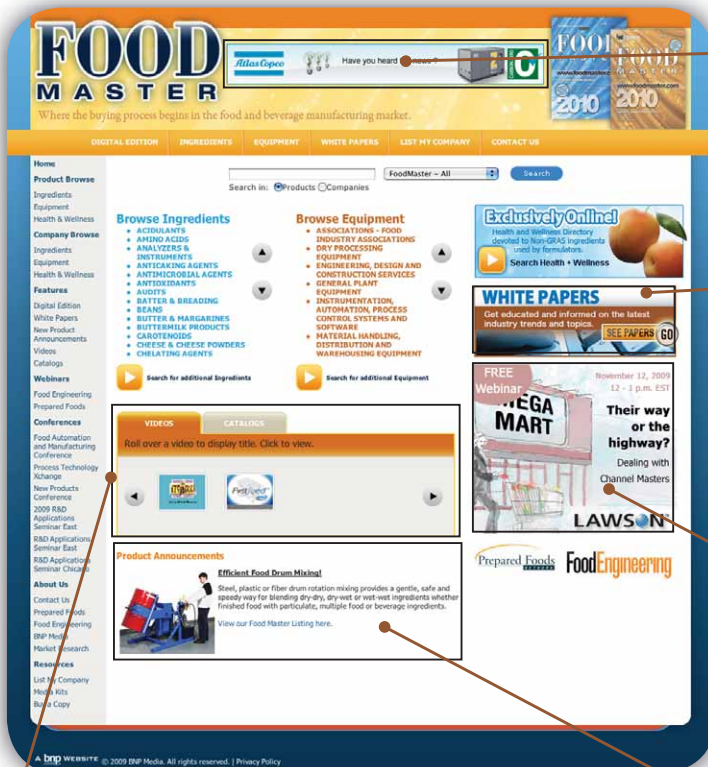 FOOD
MASTER
Where the buying process begins in the food and beverage manufacturing market.
Atlas Copco
Have you heard
news ?
C
FOOD
MASTER
www.foodmaster.com
2010
2010
DIGITAL EDITION
INGREDIENTS
EQUIPMENT
WHITE PAPERS
LIST MY COMPANY
CONTACT US
Home
Product Browse
Ingredients
Equipment
Health & Wellness
Company Browse
Ingredients
Equipment
Health & Wellness
Features
Digital Edition
White Papers
New Product
Announcements
Videos
Catalogs
Webinars
Food Engineering
Prepared Foods
Conferences
Food Automation
and Manufacturing
Conference
Process Technology
Xchange
New Products
Conference
2009 R&D
Applications
Seminar East
R&D Applications
Seminar East
R&D Applications
Seminar Chicago
About Us
Contact Us
Prepared Foods
Food Engineering
BNP Media
Market Research
Resources
List My Company
Media Kits
Buy a Copy
FoodMaster - All
Search
Search in: Products Companies
Browse Ingredients
• ACIDULANTS
• AMINO ACIDS
• ANALYZERS &
INSTRUMENTS
• ANTICAKING AGENTS
• ANTIMICROBIAL AGENTS
• ANTIOXIDANTS
• AUDITS
• BATTER & BREADING
• BEANS
• BUTTER & MARGARINES
• BUTTERMILK PRODUCTS
• CAROTENOIDS
• CHEESE & CHEESE POWDERS
• CHELATING AGENTS
Search for additional Ingredients
Browse Equipment
• ASSOCIATIONS - FOOD
INDUSTRY ASSOCIATIONS
• DRY PROCESSING
EQUIPMENT
• ENGINEERING, DESIGN AND
CONSTRUCTION SERVICES
• GENERAL PLANT
EQUIPMENT
• INSTRUMENTATION,
AUTOMATION, PROCESS
CONTROL SYSTEMS AND
SOFTWARE
• MATERIAL HANDLING,
DISTRIBUTION AND
WAREHOUSING EQUIPMENT
Search for additional Equipment
Exclusively Online!
Health and Wellness Directory
devoted to Non-GRAS ingredients
used by formulators.
Search Health + Wellness
WHITE PAPERS
Get educated and informed on the latest
industry trends and topics.
SEE PAPERS GO
FREE
Webinar
November 12, 2009
12 - 1 p.m. EST
MEGA
MART
Their way
or the
highway?
Dealing with
Channel Masters
LAWSON
VIDEOS
CATALOGS
Roll over a video to display title. Click to view.
Product Announcements
Efficient Food Drum Mixing!
Steel, plastic or fiber drum rotation mixing provides a gentle, safe and
speedy way for blending dry-dry, dry-wet or wet-wet ingredients whether
finished food with particulate, multiple food or beverage ingredients.
View our Food Master Listing here.
Prepared Foods
NETWORK
FoodEngineering
A bnp WEBSITE © 2009 BNP Media. All rights reserved. | Privacy Policy